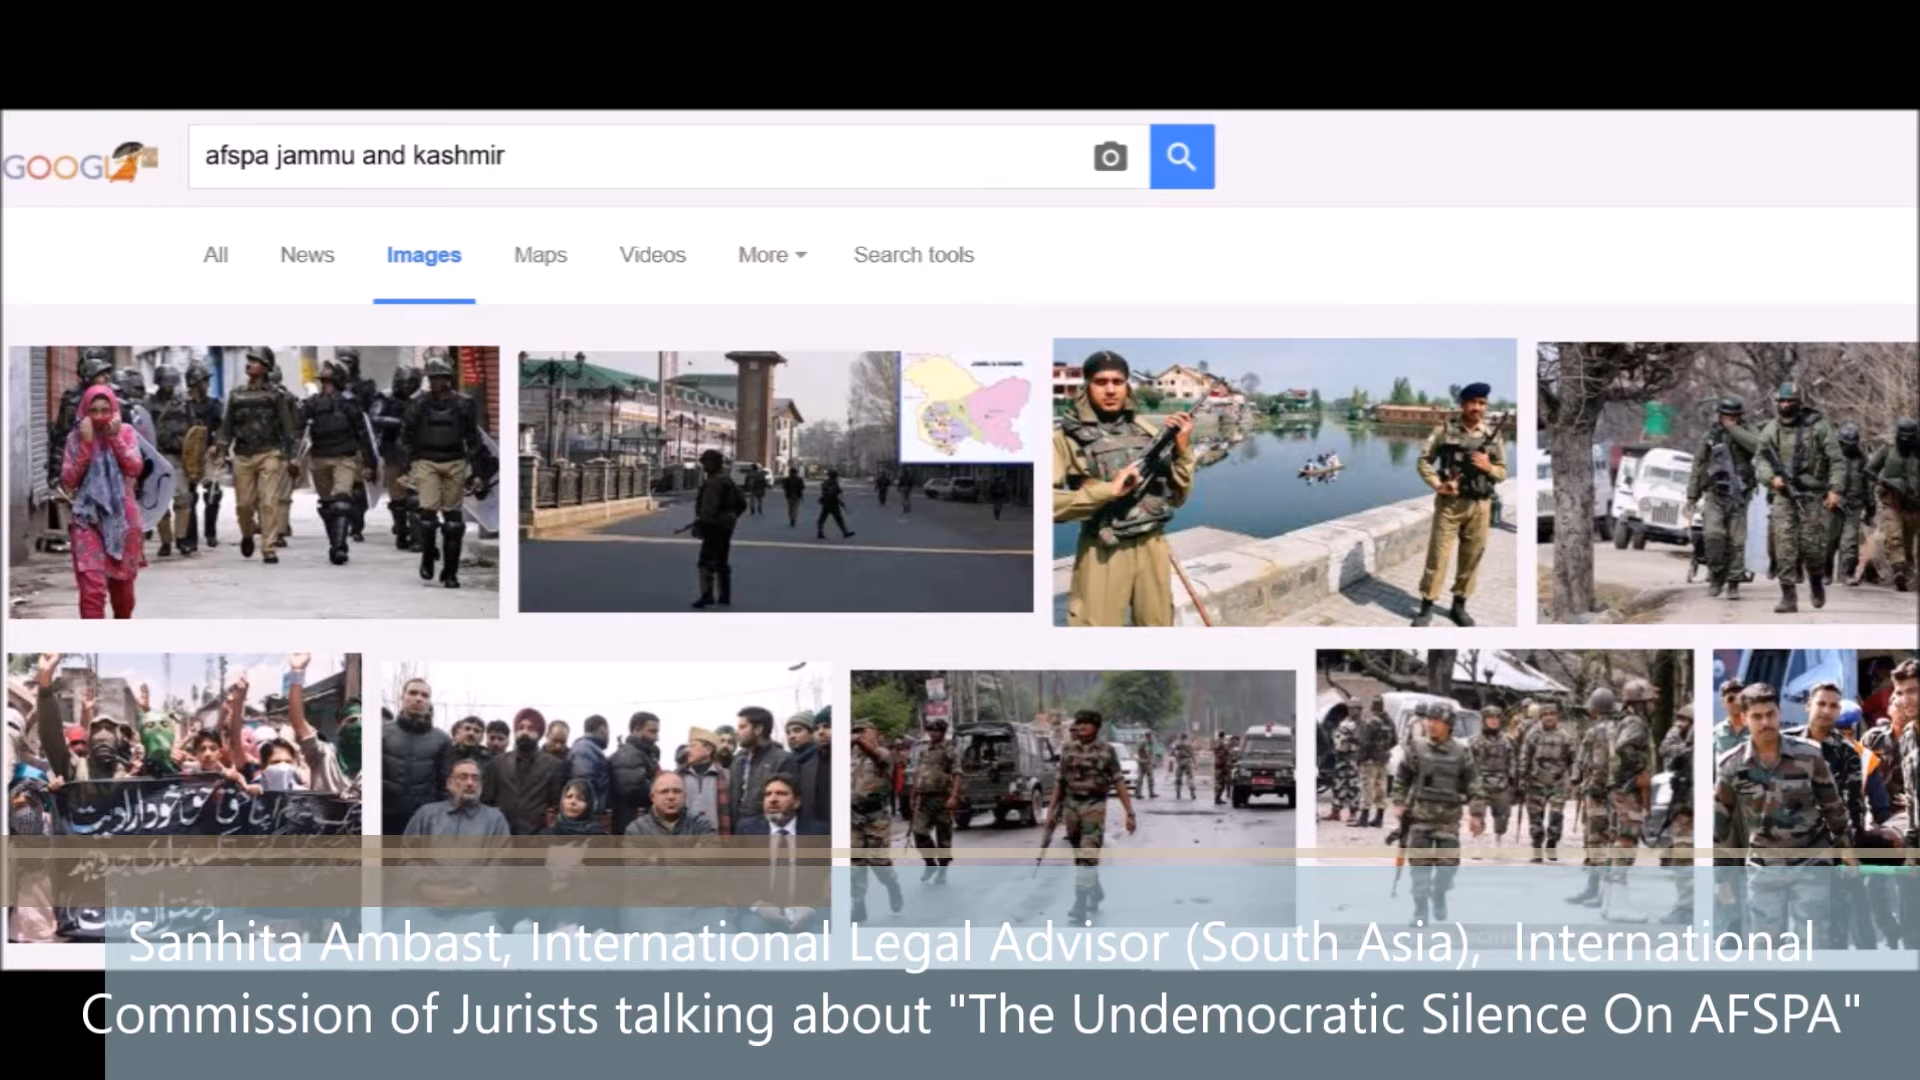 GOOGL
afspa jammu and kashmir
All News Images Maps Videos More Search tools
Sanhita Ambast, International Legal Advisor (South Asia), International
Commission of Jurists talking about "The Undemocratic Silence On AFSPA"